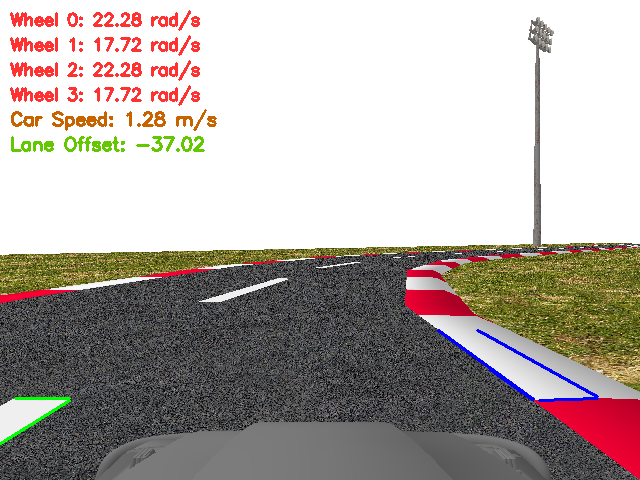 Wheel 0: 22.28 rad/s
Wheel 1: 17.72 rad/s
Wheel 2: 22.28 rad/s
Wheel 3: 17.72 rad/s
Car Speed: 1.28 m/s
Lane Offset: -37.02